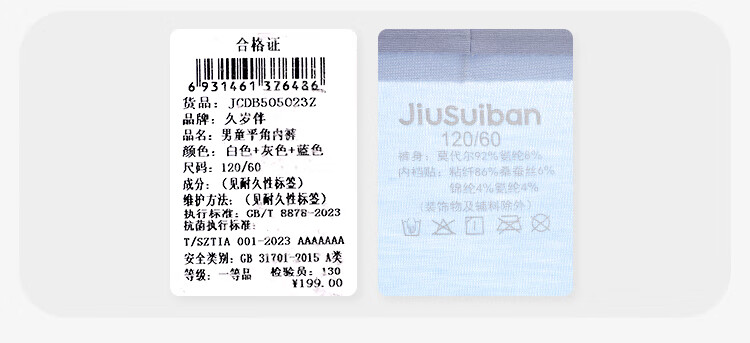 合格证
6 931461 376486
货品: JCDB505023Z
品牌: 久岁伴
品名: 男童平角内裤
颜色: 白色+灰色+蓝色
尺码: 120/60
成分: (见耐久性标签)
维护方法: (见耐久性标签)
执行标准: GB/T 8878-2023
抗菌执行标准:
T/SZTIA 001-2023 AAAAAAA
安全类别: GB 31701-2015 A类
等级: 一等品 检验员: 130
¥199.00
JiuSuiban
120/60
裤身: 莫代尔92%氨纶8%
内裆贴: 粘纤86%桑蚕丝6%
锦纶4%氨纶4%
(装饰物及辅料除外)